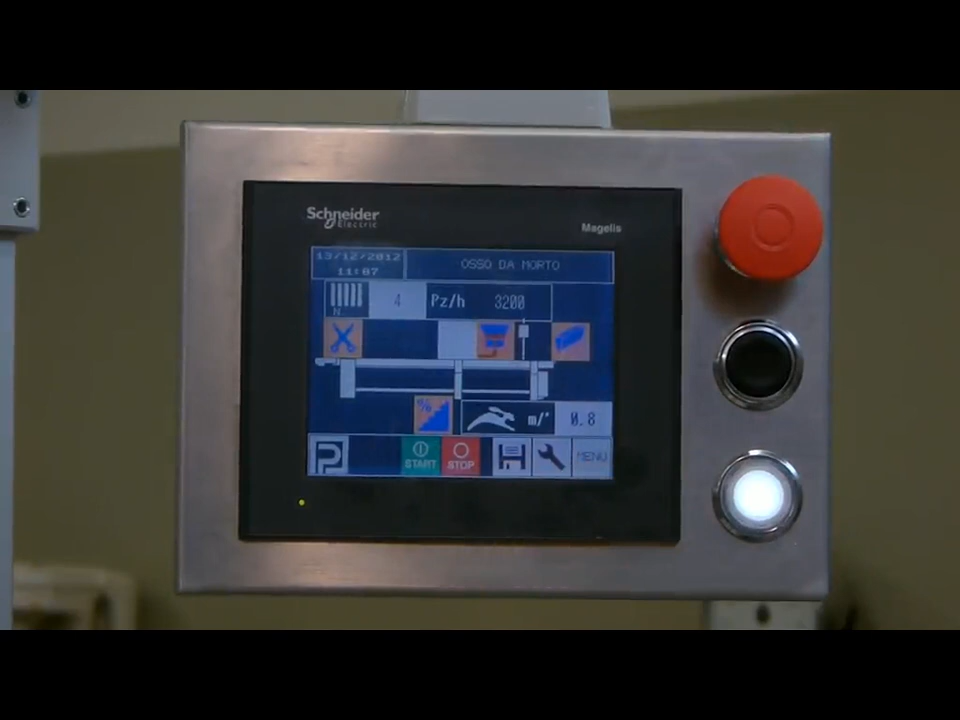 Schneider
Electric
Magelis
13/12/2012
11:07
OSSO DA MORTO
N
4
Pz/h
3200
%
m/'
0.8
START
STOP
MENU